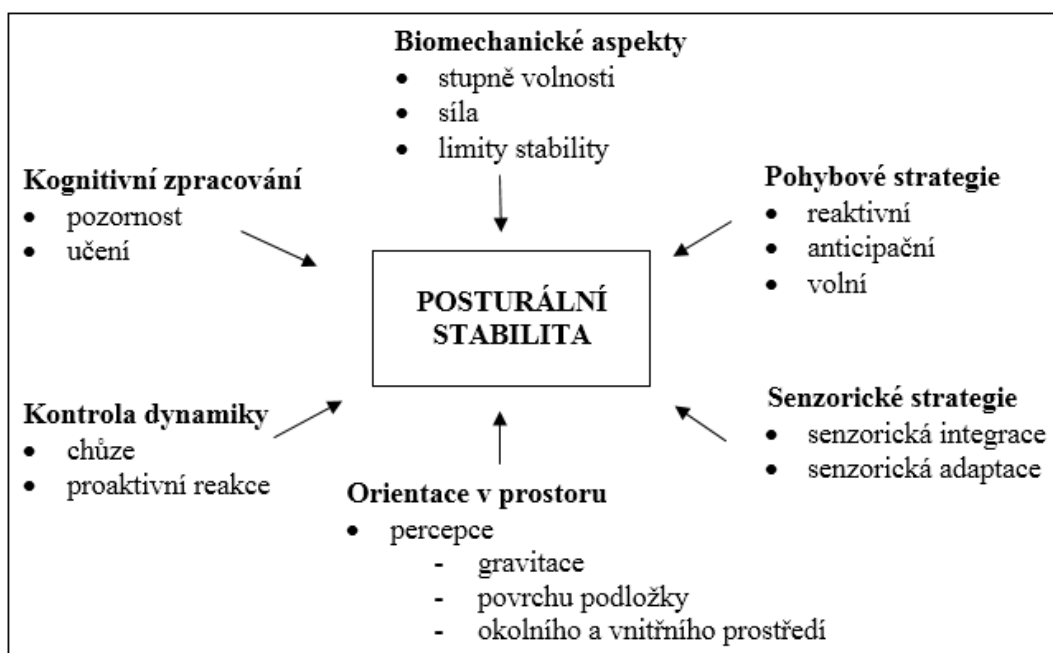 Biomechanické aspekty
• stupně volnosti
• síla
• limity stability
Kognitivní zpracování
• pozornost
• učení
Pohybové strategie
• reaktivní
• anticipační
• volní
POSTURÁLNÍ
STABILITA
Kontrola dynamiky
• chůze
• proaktivní reakce
Senzorické strategie
• senzorická integrace
• senzorická adaptace
Orientace v prostoru
• percepce
- gravitace
- povrchu podložky
- okolního a vnitřního prostředí